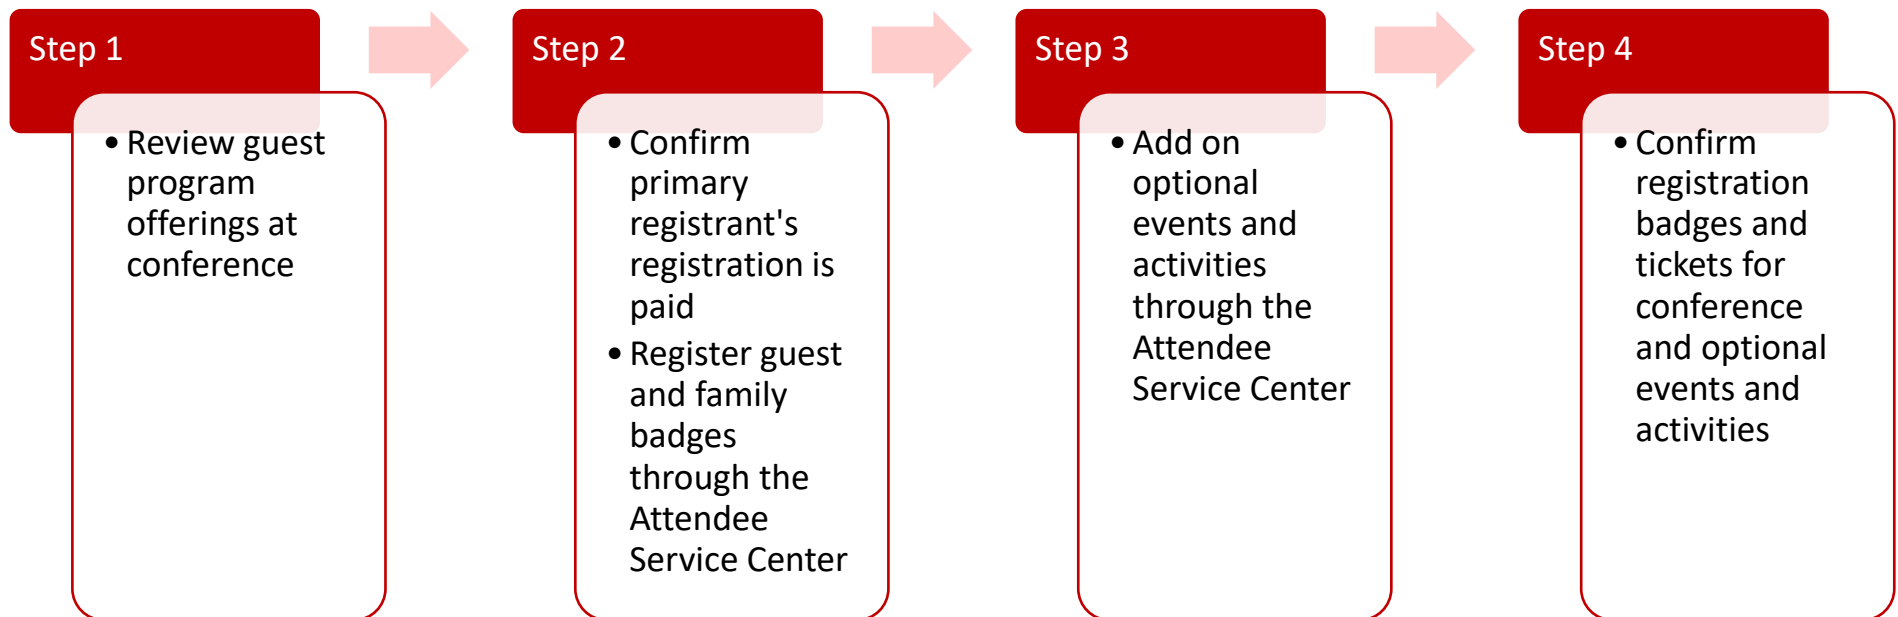 Step 1
• Review guest
program
offerings at
conference
Step 2
• Confirm
primary
registrant's
registration is
paid
• Register guest
and family
badges
through the
Attendee
Service Center
Step 3
• Add on
optional
events and
activities
through the
Attendee
Service Center
Step 4
• Confirm
registration
badges and
tickets for
conference
and optional
events and
activities